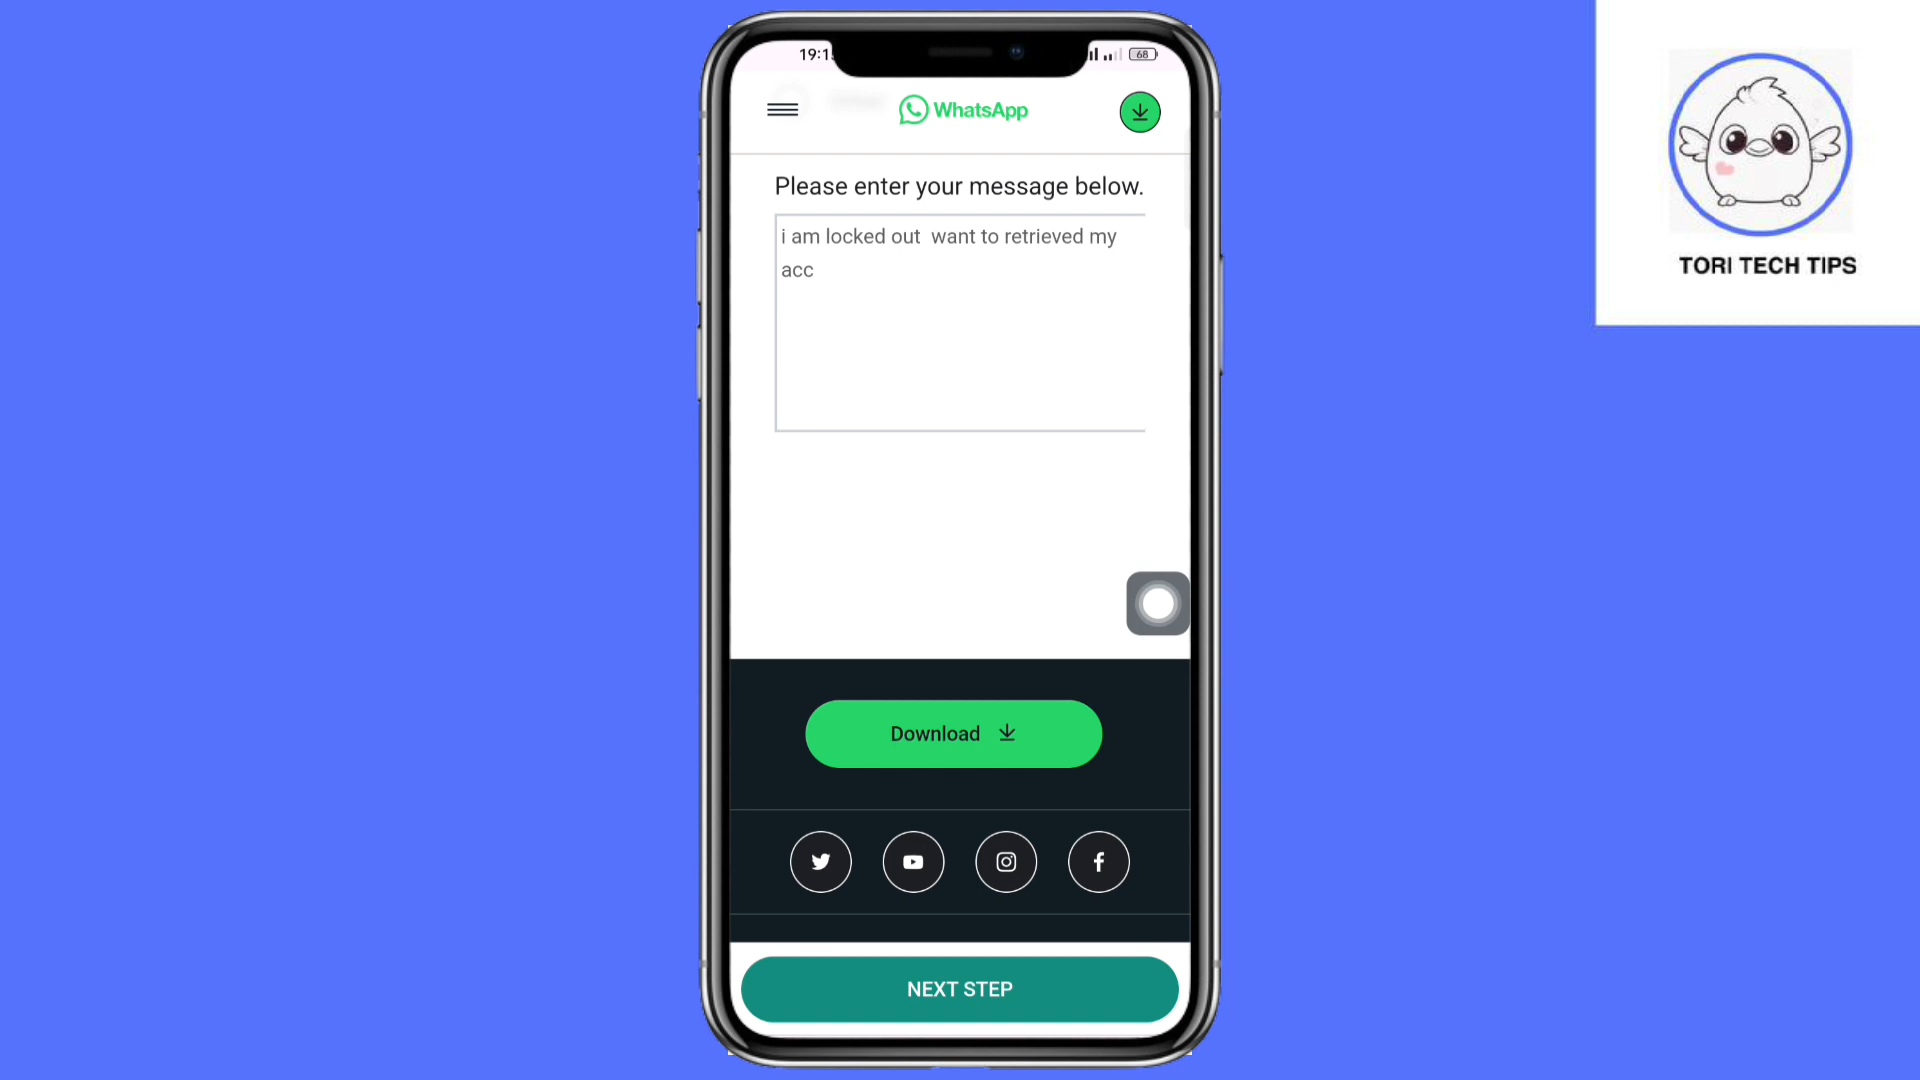 19:1
68
WhatsApp
Please enter your message below.
i am locked out  want to retrieved my
acc
Download
NEXT STEP
TORI TECH TIPS